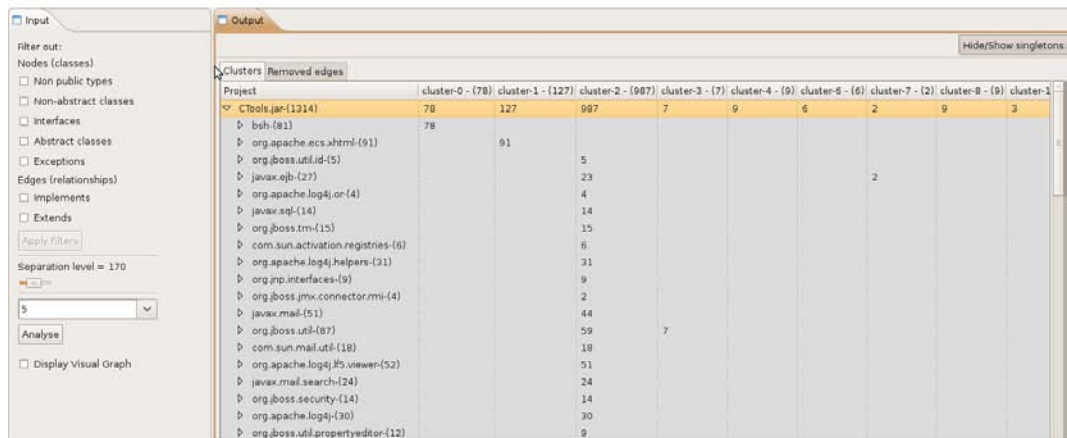 Input
Filter out:
Nodes (classes)
Non public types
Non-abstract classes
Interfaces
Abstract classes
Exceptions
Edges (relationships)
Implements
Extends
Apply Filters
Separation level = 170
5
Analyse
Display Visual Graph
Output
Hide/Show singletons
Clusters Removed edges
Project cluster-0 - (78) cluster-1 - (127) cluster-2 - (987) cluster-3 - (7) cluster-4 - (9) cluster-6 - (6) cluster-7 - (2) cluster-8 - (9) cluster-1
CTools.jar-(1314) 78 127 987 7 9 6 2 9 3
bsh-(81) 78
org.apache.ecs.xhtml-(91) 91
org.jboss.util.id-(5) 5
javax.ejb-(27) 23 2
org.apache.log4j.or-(4) 4
javax.sql-(14) 14
org.jboss.tm-(15) 15
com.sun.activation.registries-(6) 6
org.apache.log4j.helpers-(31) 31
org.jnp.interfaces-(9) 9
org.jboss.jmx.connector.rmi-(4) 2
javax.mail-(51) 44
org.jboss.util-(87) 59 7
com.sun.mail.util-(18) 18
org.apache.log4j.lf5.viewer-(52) 51
javax.mail.search-(24) 24
org.jboss.security-(14) 14
org.apache.log4j-(30) 30
org.jboss.util.propertyeditor-(12) 9